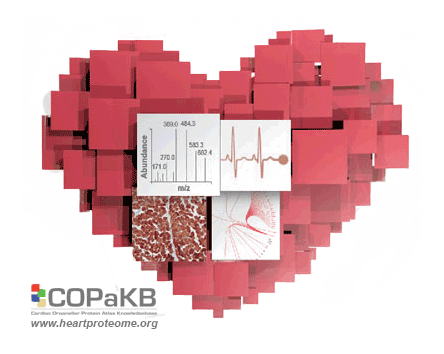 389.0 484.3
583.3
662.4
270.0
171.0
Abundance
m/z
COPaKB
Cardiac Organellar Protein Atlas Knowledgebase
www.heartproteome.org